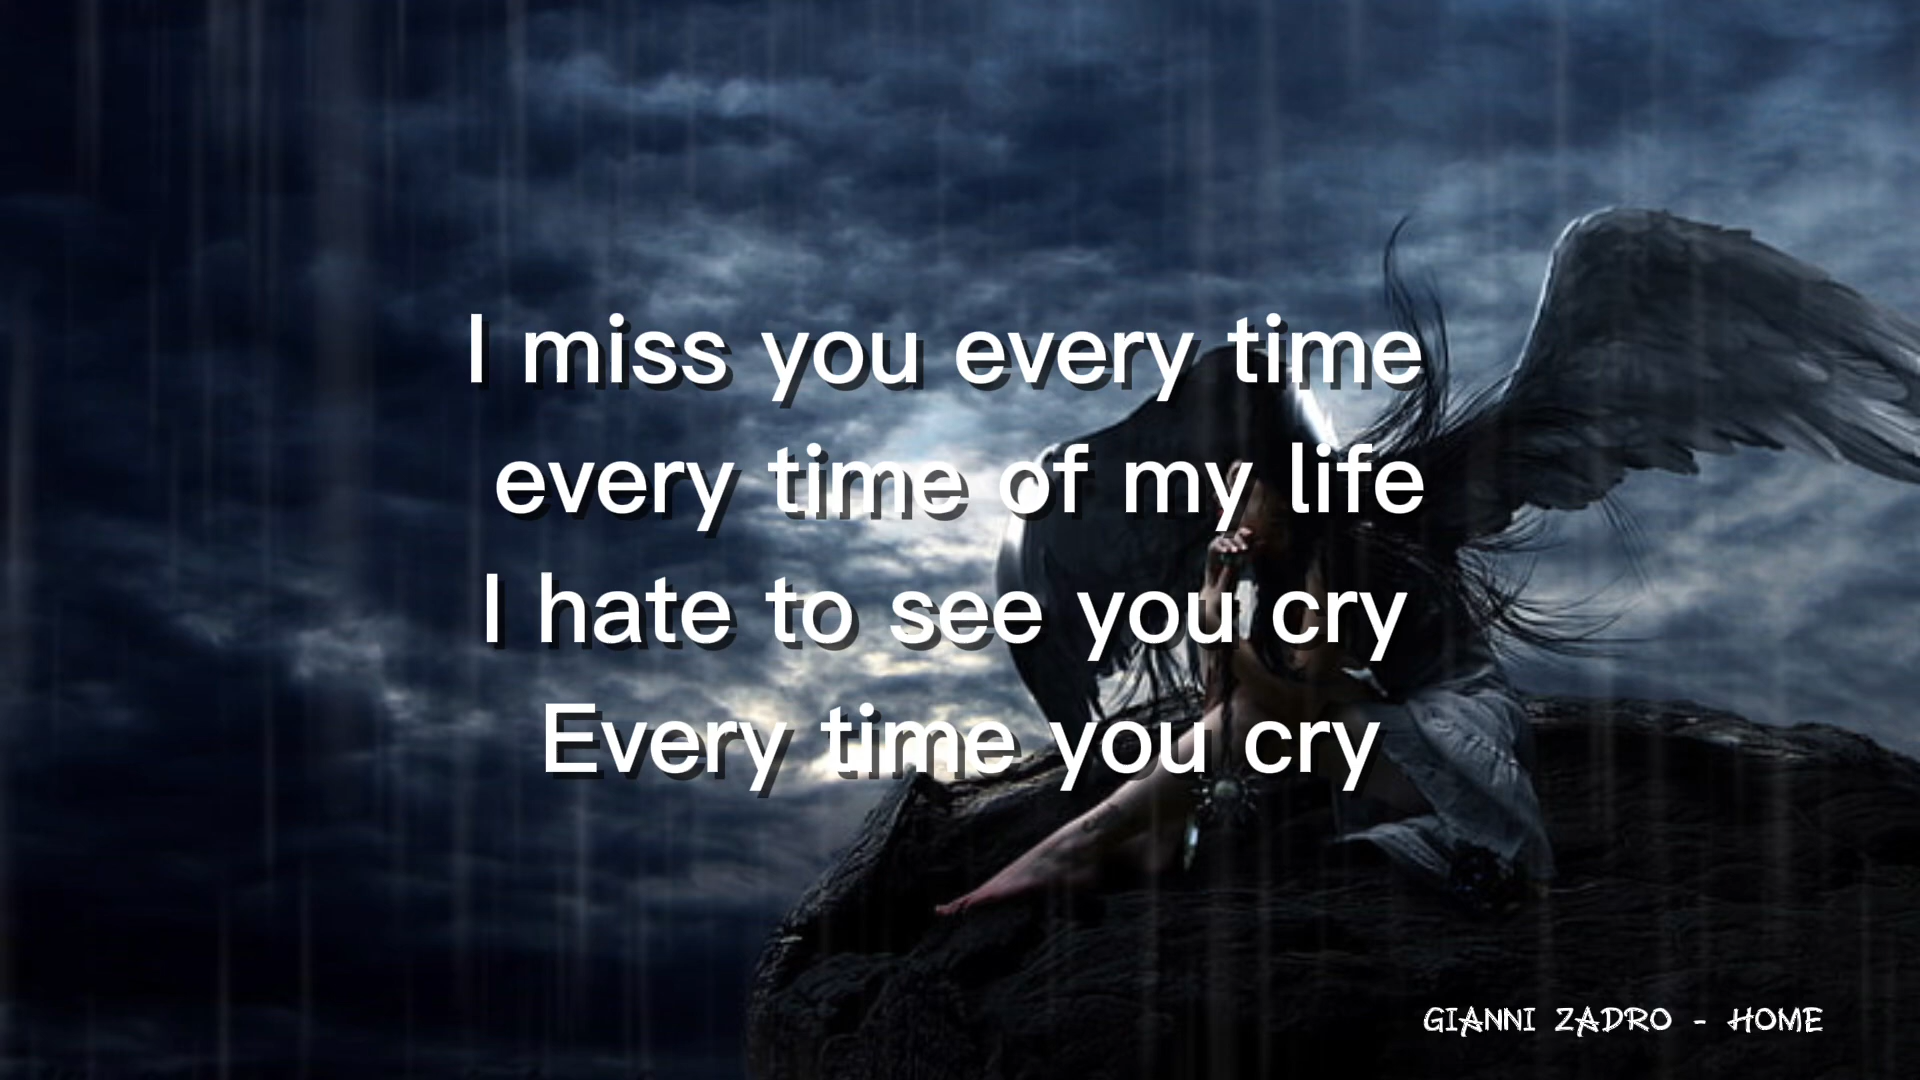 I miss you every time
every time of my life
I hate to see you cry
Every time you cry
GIANNI ZADRO - HOME